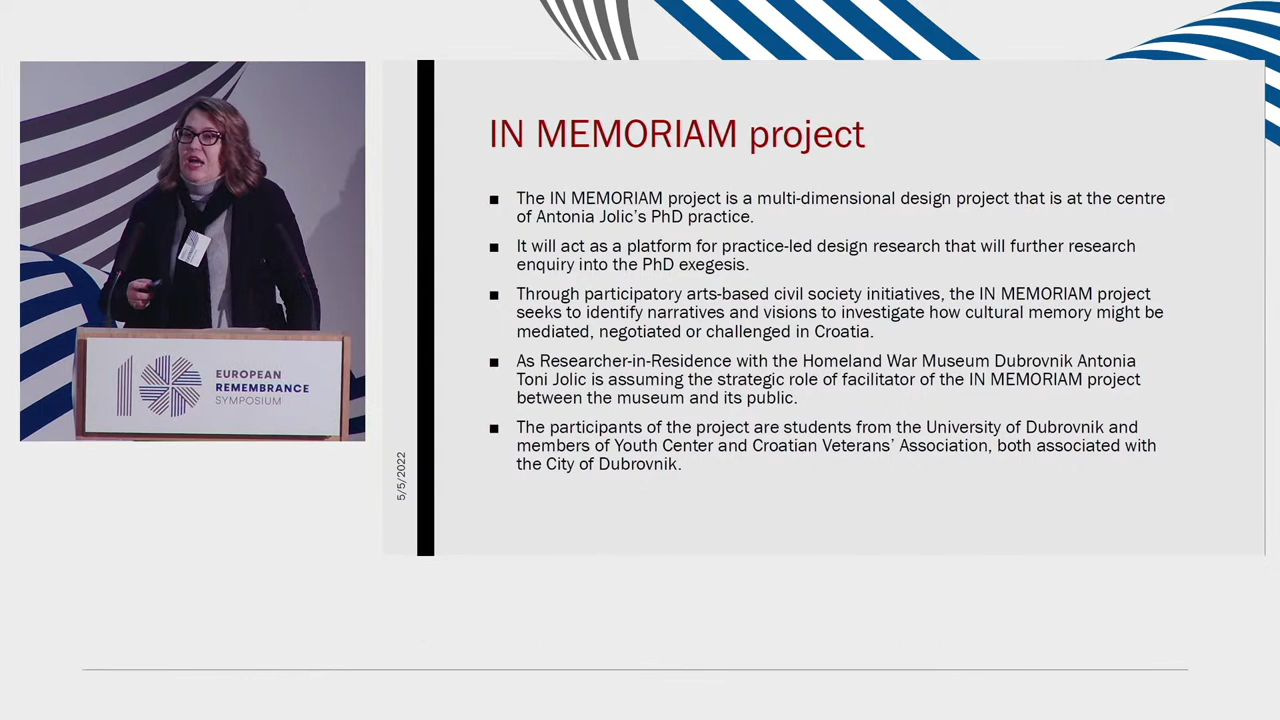 IN MEMORIAM project
■ The IN MEMORIAM project is a multi-dimensional design project that is at the centre
of Antonia Jolic's PhD practice.
■ It will act as a platform for practice-led design research that will further research
enquiry into the PhD exegesis.
■ Through participatory arts-based civil society initiatives, the IN MEMORIAM project
seeks to identify narratives and visions to investigate how cultural memory might be
mediated, negotiated or challenged in Croatia.
■ As Researcher-in-Residence with the Homeland War Museum Dubrovnik Antonia
Toni Jolic is assuming the strategic role of facilitator of the IN MEMORIAM project
between the museum and its public.
■ The participants of the project are students from the University of Dubrovnik and
members of Youth Center and Croatian Veterans' Association, both associated with
the City of Dubrovnik.
5/5/2022
10
EUROPEAN
REMEMBRANCE
SYMPOSIUM